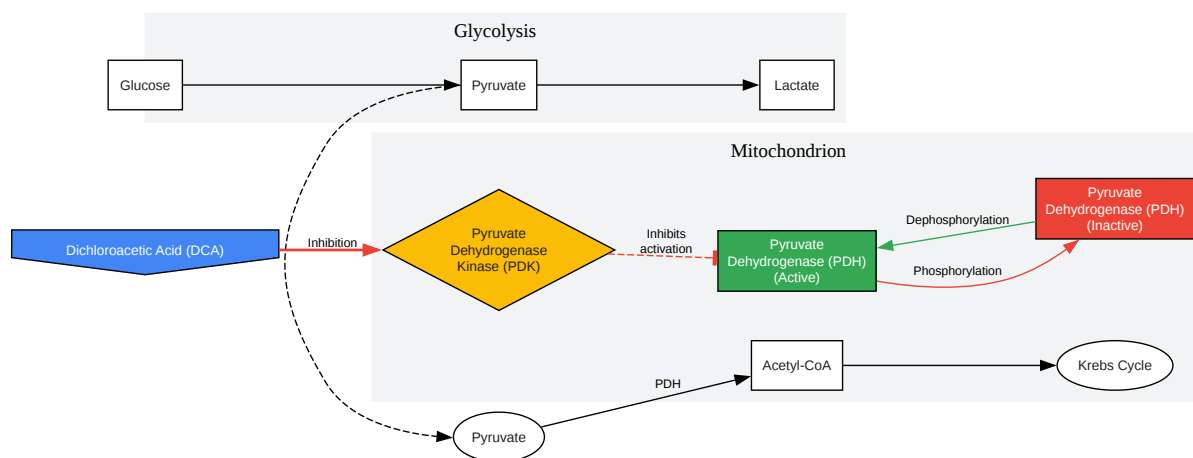 Glycolysis
Glucose
Pyruvate
Lactate
Mitochondrion
Dichloroacetic Acid (DCA)
Inhibition
Pyruvate
Dehydrogenase
Kinase (PDK)
Inhibits
activation
Pyruvate
Dehydrogenase (PDH)
(Active)
Dephosphorylation
Phosphorylation
Pyruvate
Dehydrogenase (PDH)
(Inactive)
Pyruvate
PDH
Acetyl-CoA
Krebs Cycle